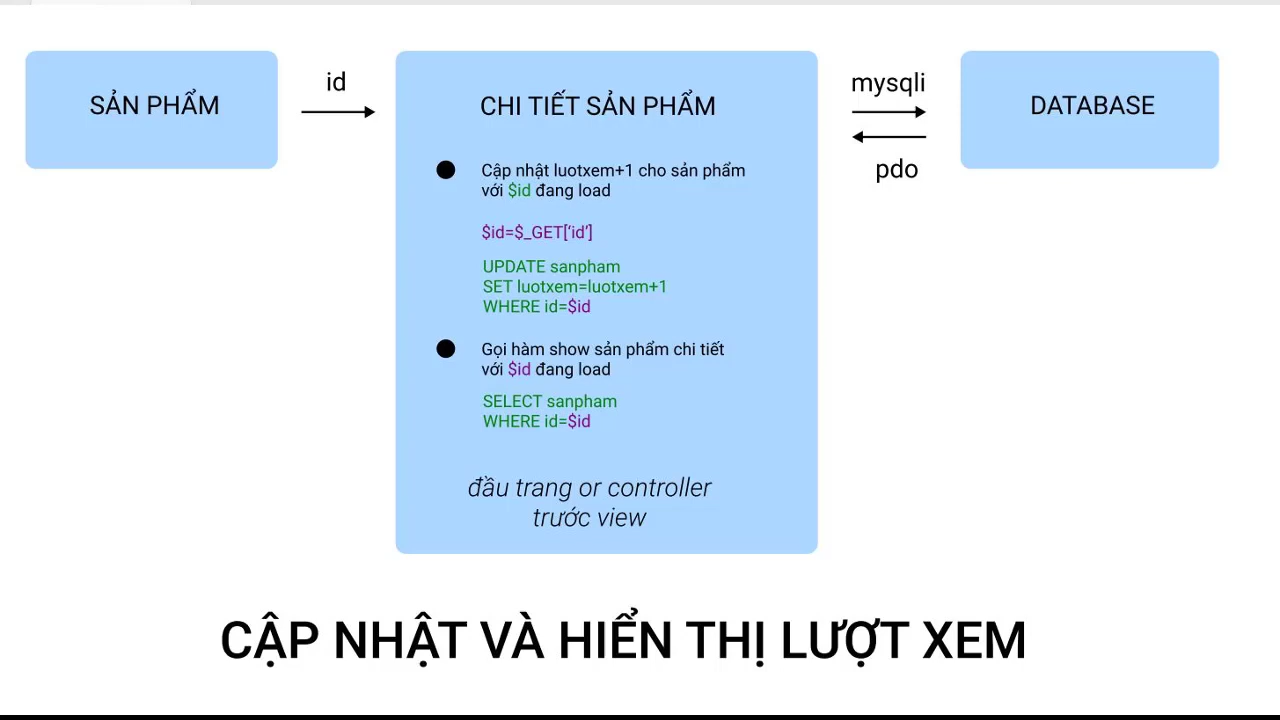 SẢN PHẨM
id
CHI TIẾT SẢN PHẨM
Cập nhật luotxem+1 cho sản phẩm
với $id đang load
$id=$_GET[‘id’]
UPDATE sanpham
SET luotxem=luotxem+1
WHERE id=$id
Gọi hàm show sản phẩm chi tiết
với $id đang load
SELECT sanpham
WHERE id=$id
đầu trang or controller
trước view
mysqli
pdo
DATABASE
CẬP NHẬT VÀ HIỂN THỊ LƯỢT XEM